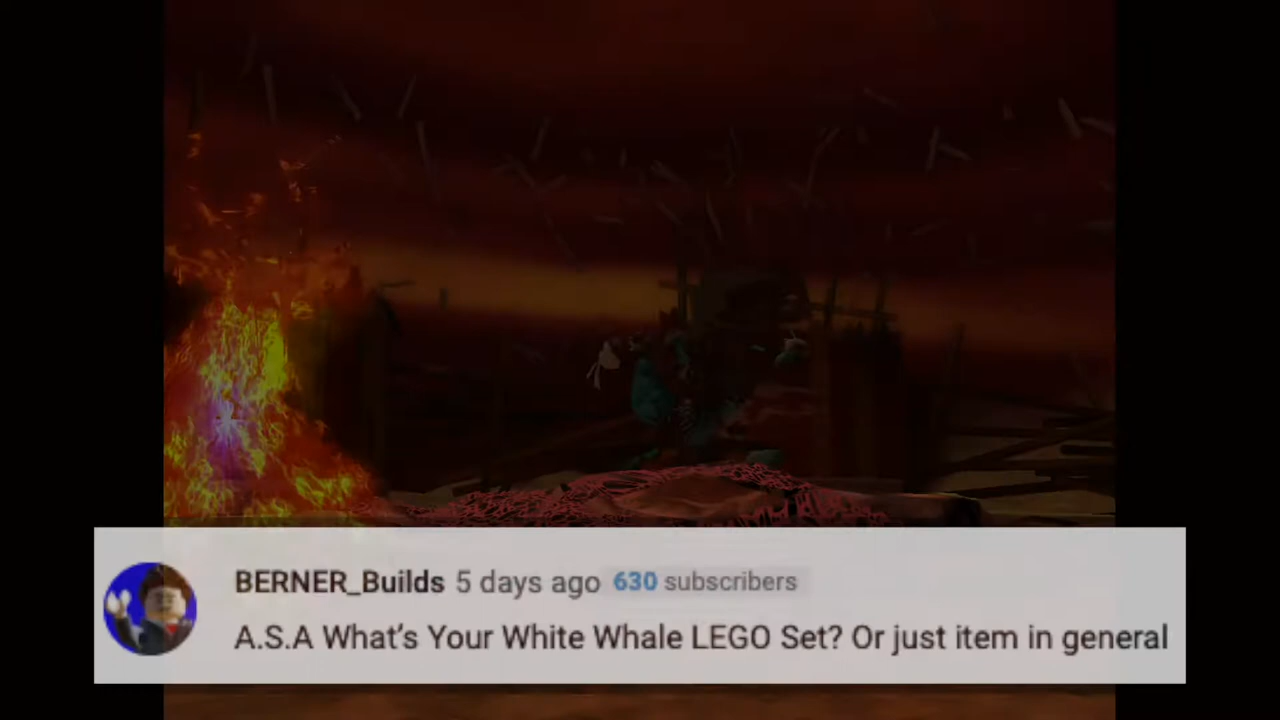 BERNER_Builds 5 days ago 630 subscribers
A.S.A What's Your White Whale LEGO Set? Or just item in general